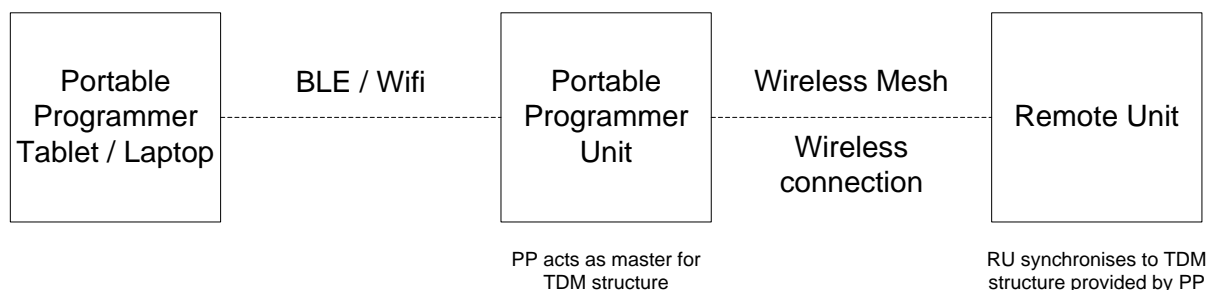 Portable
Programmer
Tablet / Laptop
BLE / Wifi
Portable
Programmer
Unit
Wireless Mesh
Wireless
connection
Remote Unit
PP acts as master for
TDM structure
RU synchronises to TDM
structure provided by PP